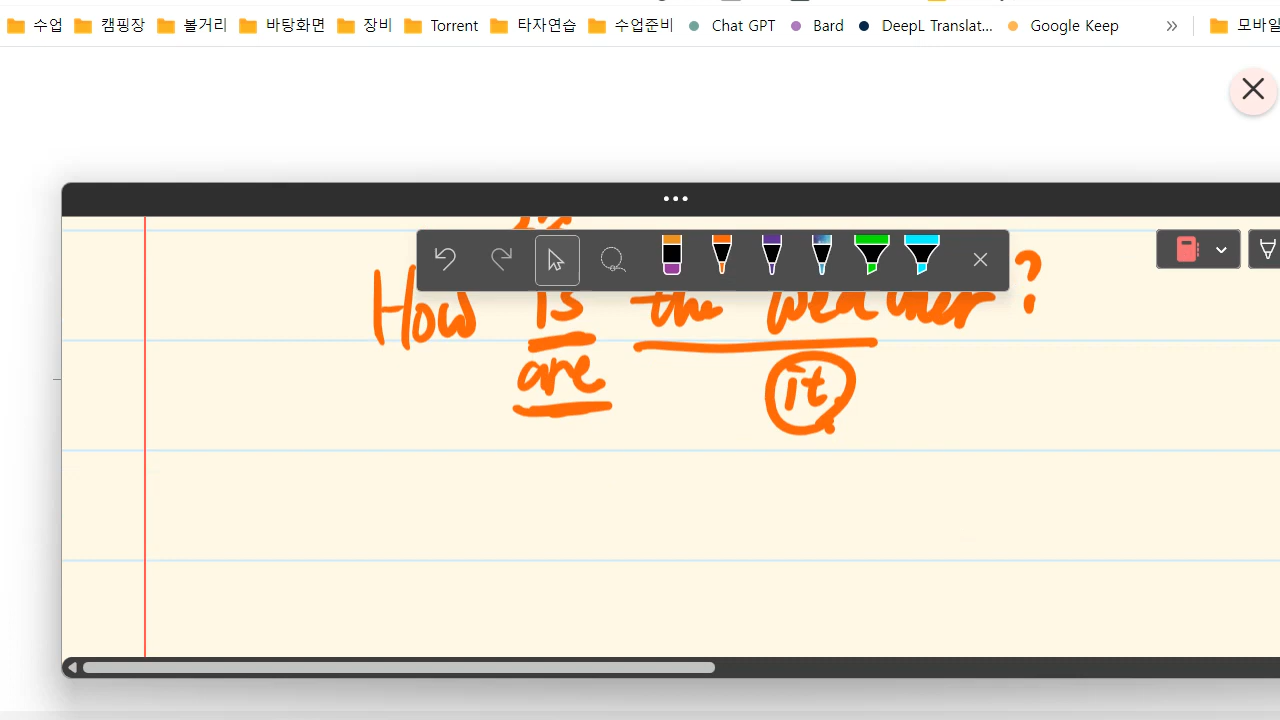 수업 캠핑장 볼거리 바탕화면 장비 Torrent 타자연습 수업준비 Chat GPT Bard DeepL Translat... Google Keep » 모바일
How is the weather?
are it